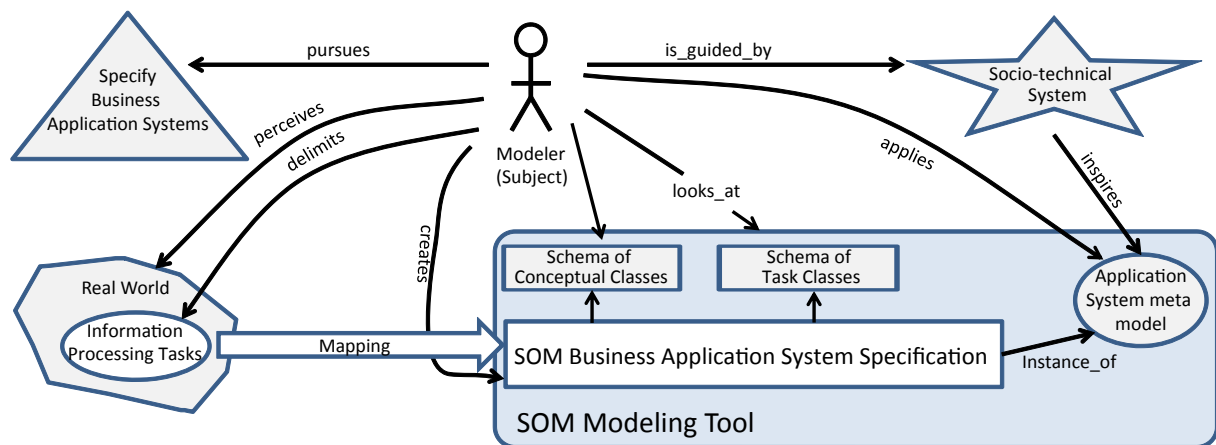 pursues
is_guided_by
Specify
Business
Application Systems
Socio-technical
System
perceives
delimits
Modeler
(Subject)
applies
inspires
looks_at
creates
Schema of
Conceptual Classes
Schema of
Task Classes
Application
System meta
model
Real World
Information
Processing Tasks
Mapping
SOM Business Application System Specification
Instance_of
SOM Modeling Tool